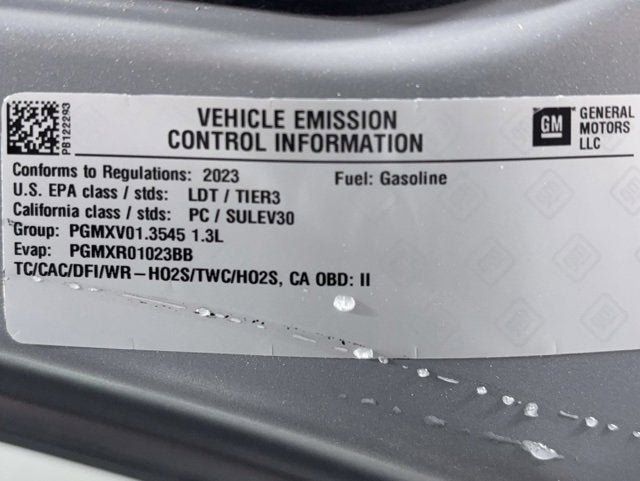 PB122293
VEHICLE EMISSION
CONTROL INFORMATION
GM
GENERAL
MOTORS
LLC
Conforms to Regulations: 2023 Fuel: Gasoline
U.S. EPA class / stds: LDT / TIER3
California class / stds: PC / SULEV30
Group: PGMXV01.3545 1.3L
Evap: PGMXR01023BB
TC/CAC/DFI/WR-HO2S/TWC/HO2S, CA OBD: II